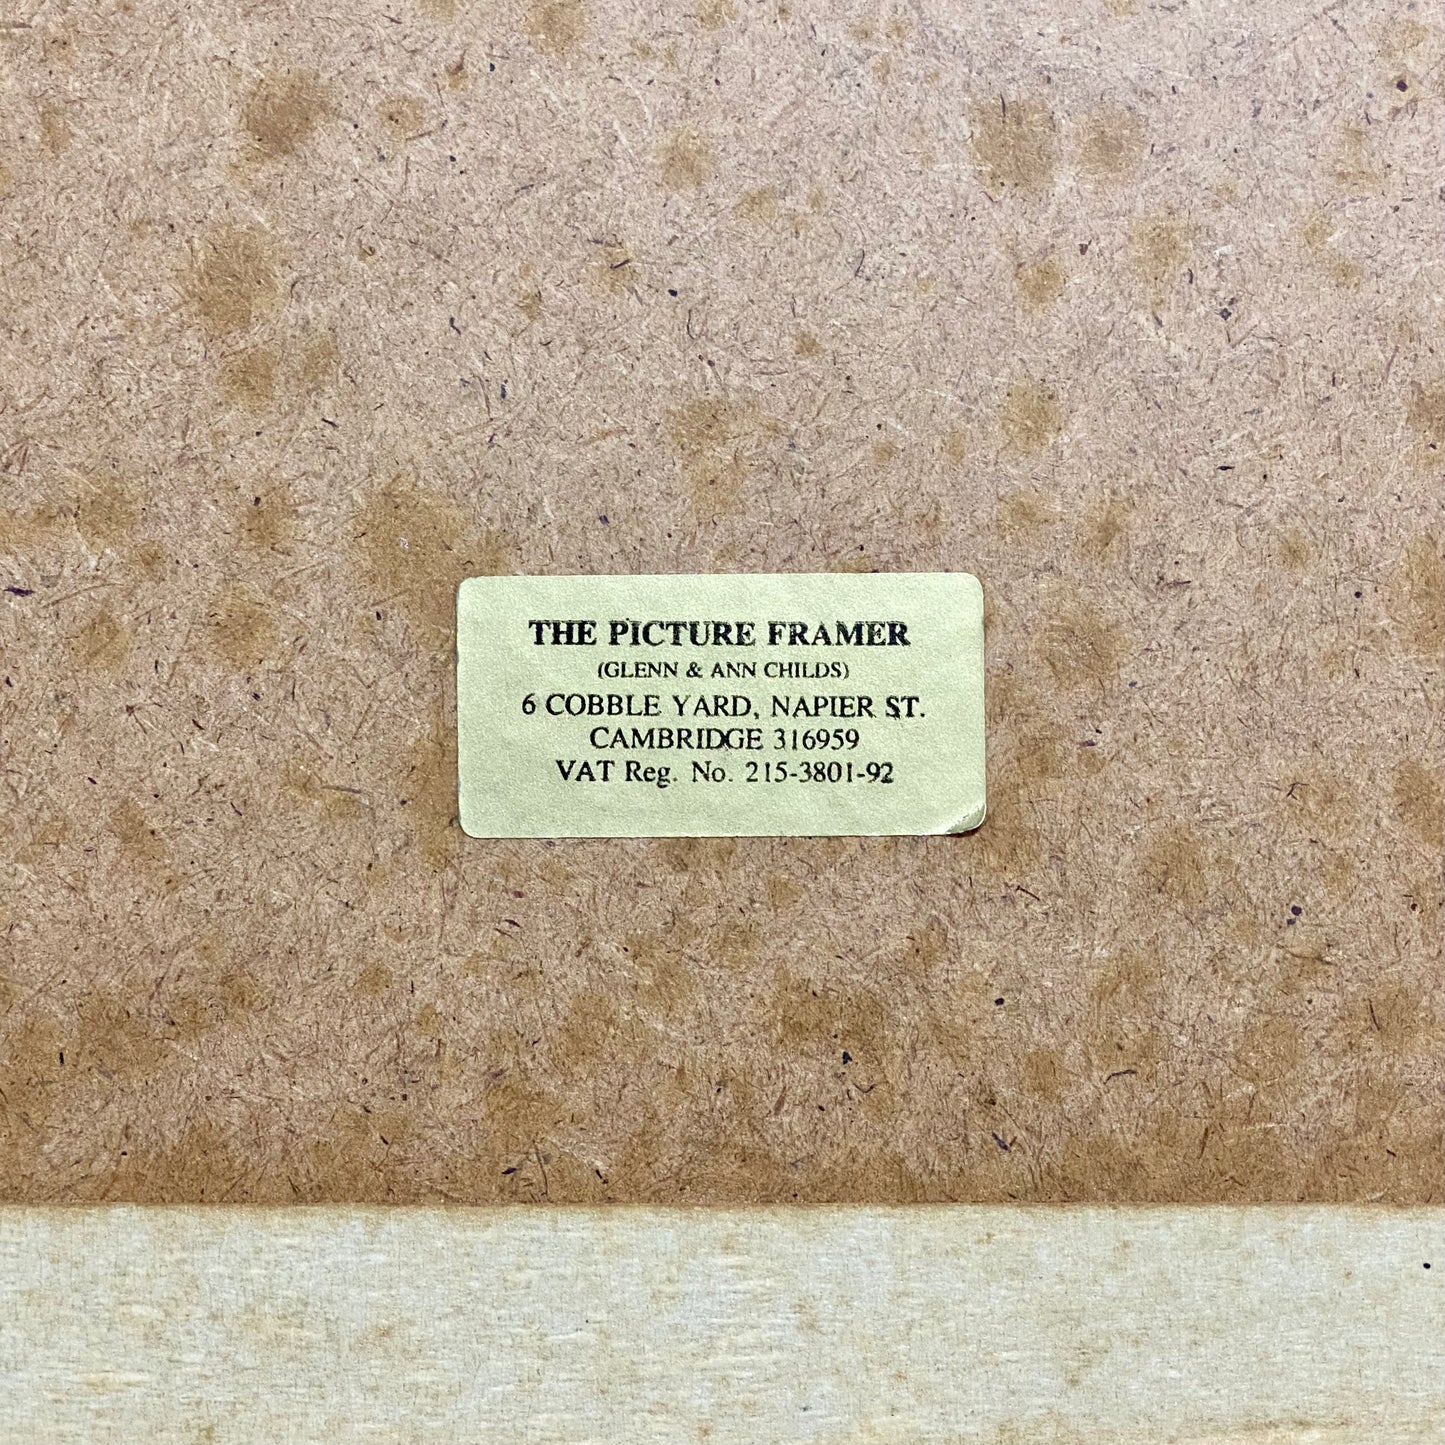 THE PICTURE FRAMER
(GLENN & ANN CHILDS)
6 COBBLE YARD, NAPIER ST.
CAMBRIDGE 316959
VAT Reg. No. 215-3801-92